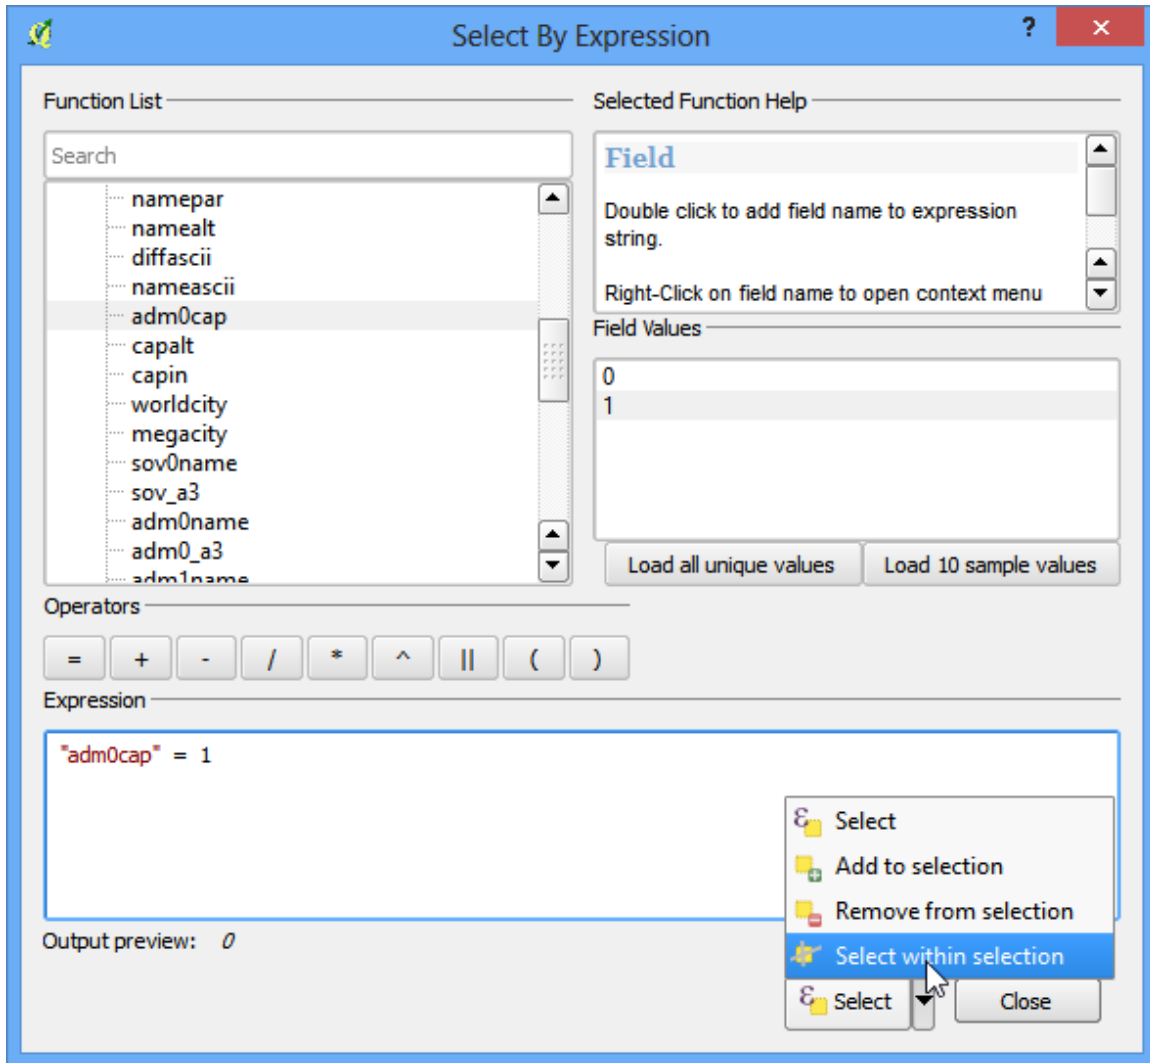 Select By Expression
?
×
Function List
Search
namepar
namealt
diffascii
nameascii
adm0cap
capalt
capin
worldcity
megacity
sov0name
sov_a3
adm0name
adm0_a3
adm1name
Selected Function Help
Field
Double click to add field name to expression
string.
Right-Click on field name to open context menu
Field Values
0
1
Load all unique values
Load 10 sample values
Operators
= + - / * ^ || ( )
Expression
"adm0cap" = 1
Select
Add to selection
Remove from selection
Select within selection
Output preview: 0
Select
Close